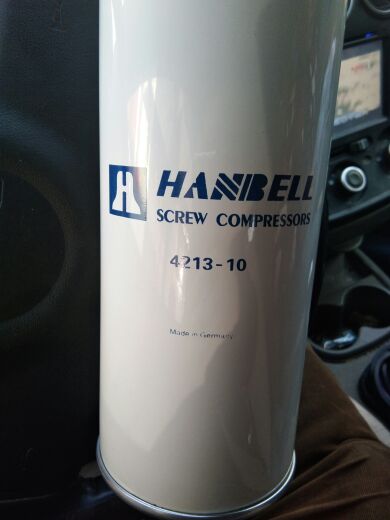 HANBELL
SCREW COMPRESSORS
4213-10
Made in Germany